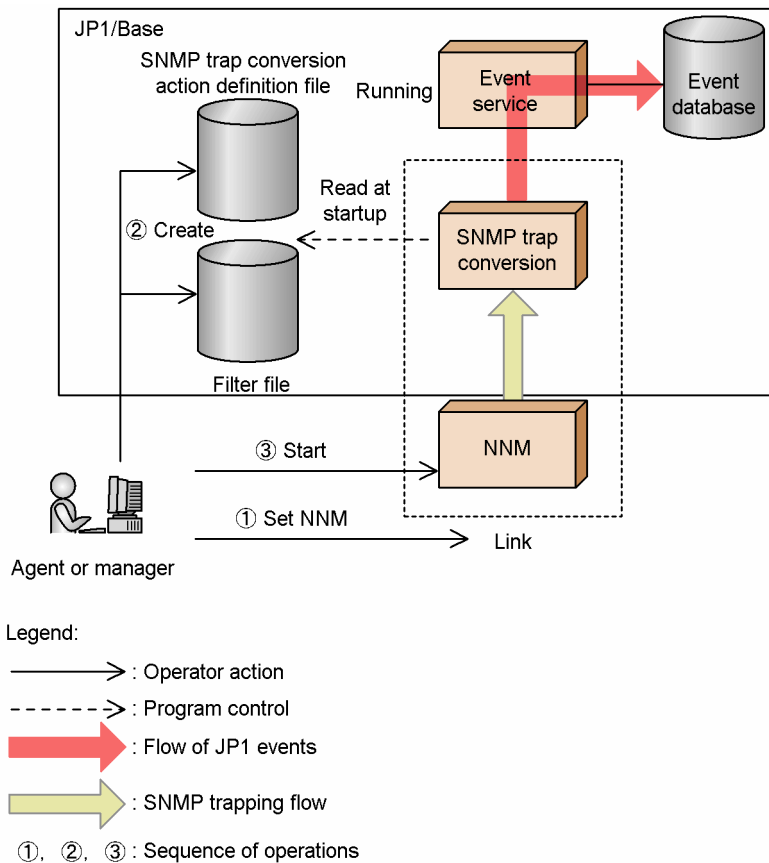 JP1/Base
SNMP trap conversion
action definition file
Running
Event
service
Event
database
Read at
startup
② Create
SNMP trap
conversion
Filter file
③ Start
NNM
① Set NNM
Link
Agent or manager
Legend:
: Operator action
: Program control
: Flow of JP1 events
: SNMP trapping flow
①, ②, ③ : Sequence of operations